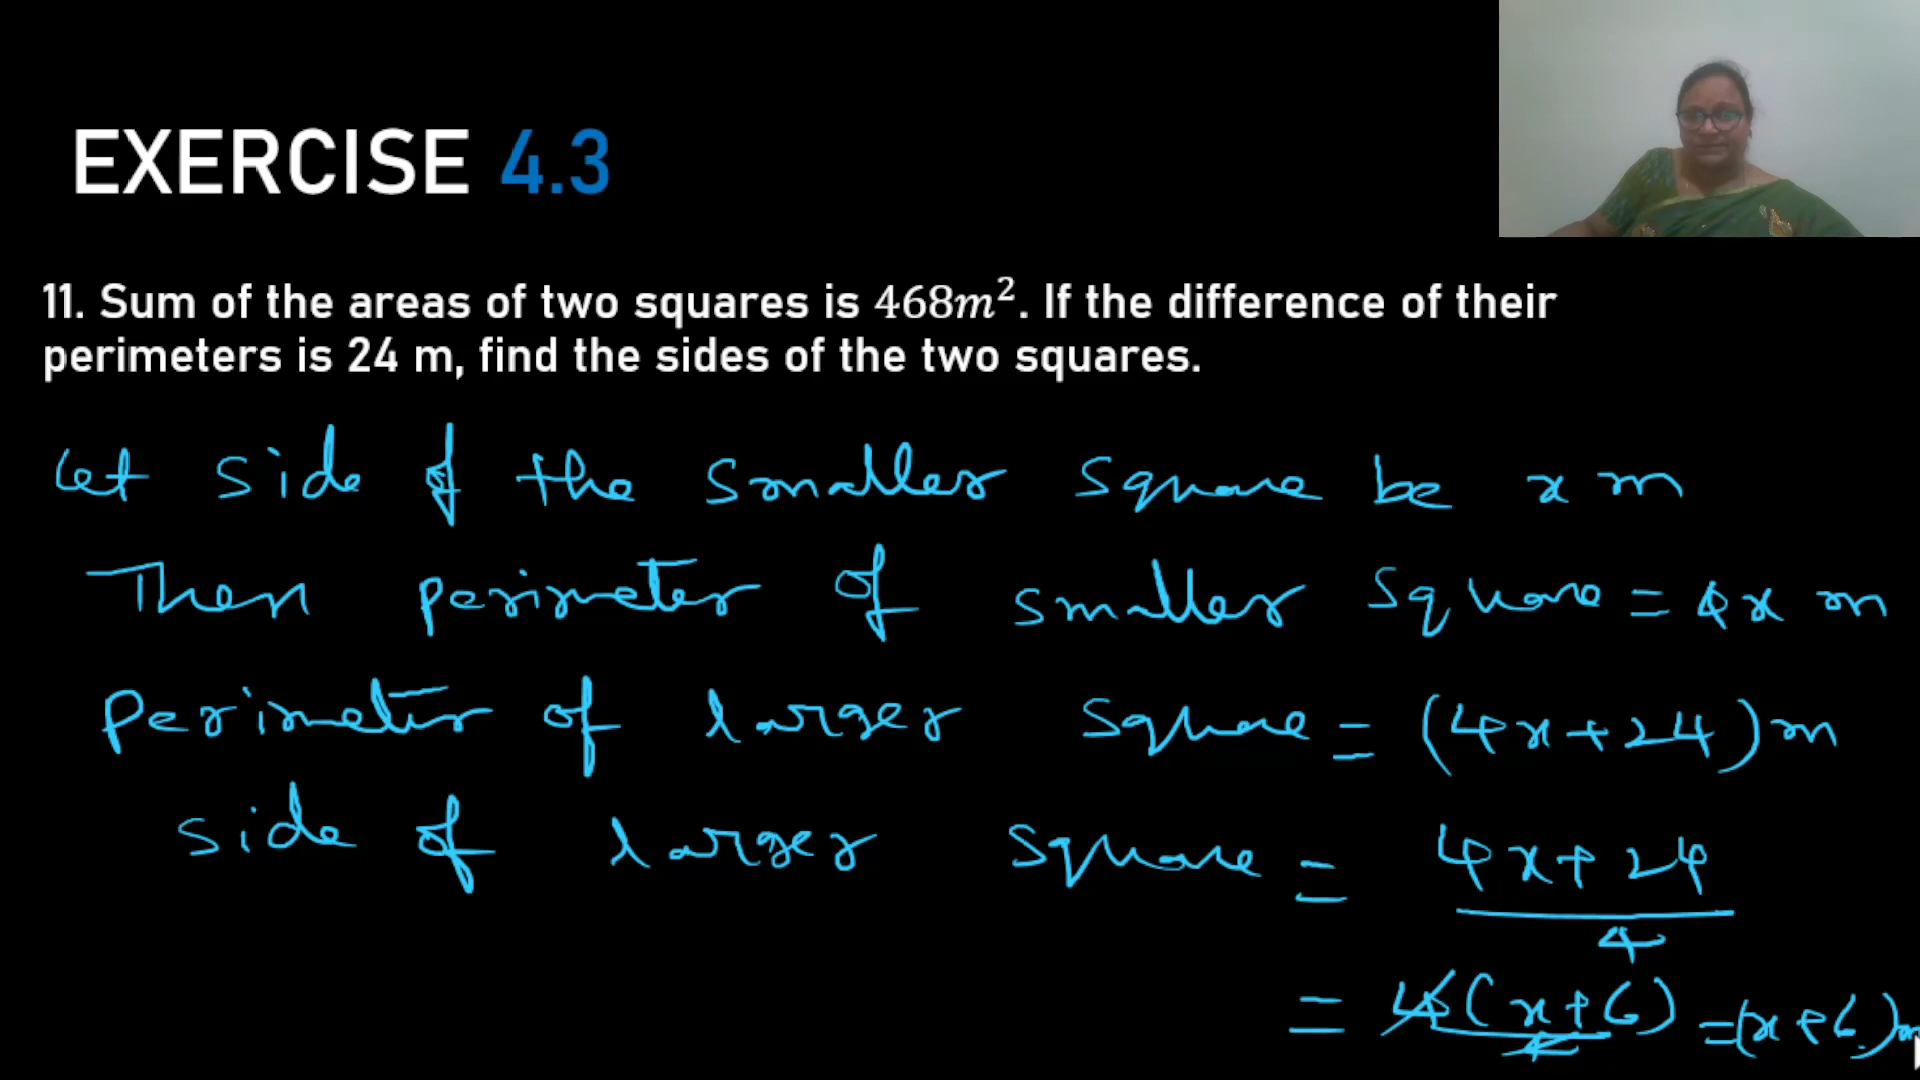 EXERCISE 4.3
11. Sum of the areas of two squares is 468m². If the difference of their
perimeters is 24 m, find the sides of the two squares.
Let side of the smaller square be x m
Then perimeter of smaller square = 4x m
Perimeter of larger square = (4x+24) m
side of larger square = 4x+24
4
= 4(x+6) = (x+6) m
4